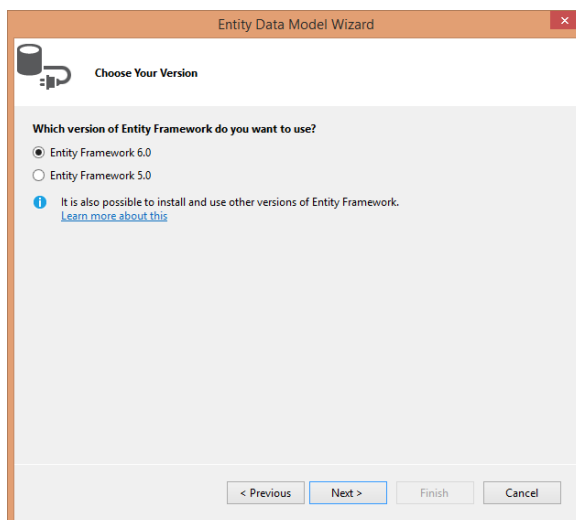 Entity Data Model Wizard
Choose Your Version
Which version of Entity Framework do you want to use?
Entity Framework 6.0
Entity Framework 5.0
It is also possible to install and use other versions of Entity Framework.
Learn more about this
< Previous Next > Finish Cancel